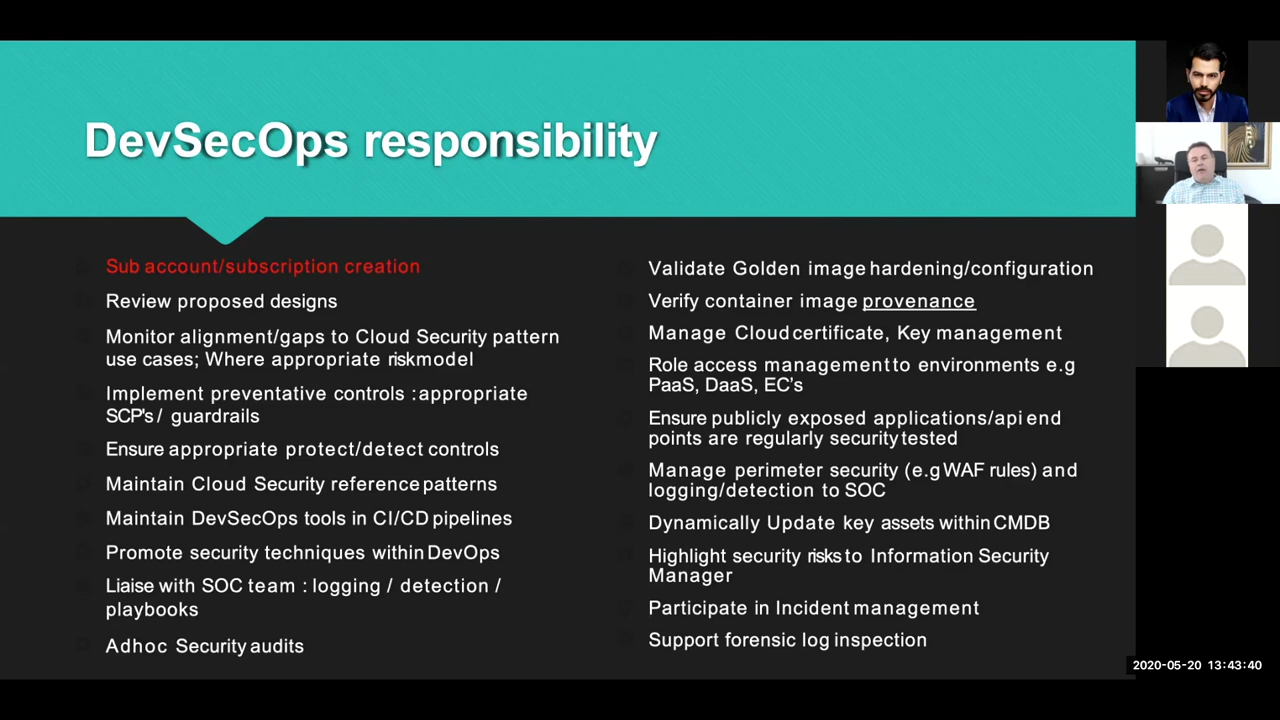 DevSecOps responsibility
Sub account/subscription creation
Review proposed designs
Monitor alignment/gaps to Cloud Security pattern
use cases; Where appropriate risk model
Implement preventative controls : appropriate
SCP's / guardrails
Ensure appropriate protect/detect controls
Maintain Cloud Security reference patterns
Maintain DevSecOps tools in CI/CD pipelines
Promote security techniques within DevOps
Liaise with SOC team : logging / detection /
playbooks
Adhoc Security audits
Validate Golden image hardening/configuration
Verify container image provenance
Manage Cloud certificate, Key management
Role access management to environments e.g
PaaS, DaaS, EC's
Ensure publicly exposed applications/api end
points are regularly security tested
Manage perimeter security (e.g WAF rules) and
logging/detection to SOC
Dynamically Update key assets within CMDB
Highlight security risks to Information Security
Manager
Participate in Incident management
Support forensic log inspection
2020-05-20 13:43:40